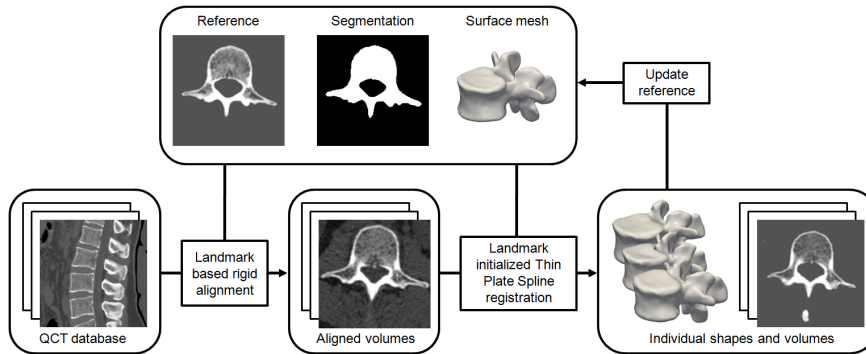 Reference
Segmentation
Surface mesh
Update
reference
Landmark
based rigid
alignment
Landmark
initialized Thin
Plate Spline
registration
QCT database
Aligned volumes
Individual shapes and volumes